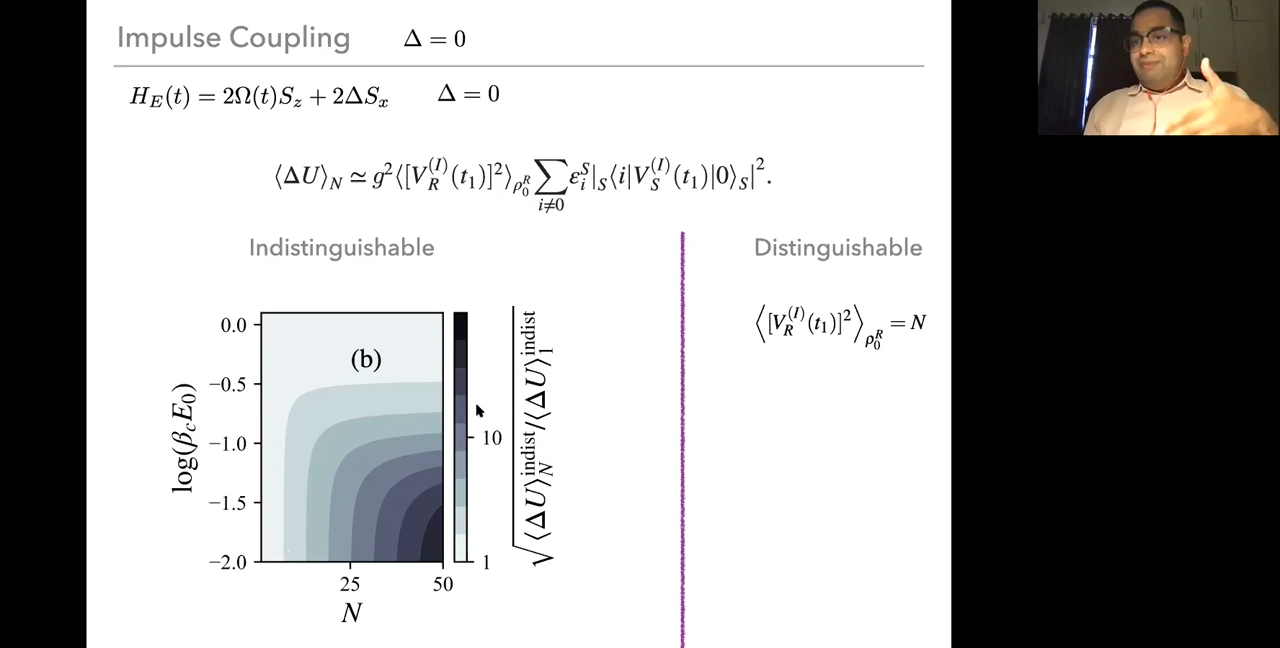 Impulse Coupling Δ = 0
H_E(t) = 2Ω(t)S_z + 2ΔS_x Δ = 0
⟨ΔU⟩_N ≃ g²⟨[V_R^(I)(t₁)]²⟩_{ρ₀^R} ∑_{i≠0} ε_i^S |_S⟨i|V_S^(I)(t₁)|0⟩_S|².
Indistinguishable
Distinguishable
⟨[V_R^(I)(t₁)]²⟩_{ρ₀^R} = N
(b)
log(β_c E₀)
0.0
−0.5
−1.0
−1.5
−2.0
25 50
N
10
1
√⟨ΔU⟩_N^indist/⟨ΔU⟩_1^indist